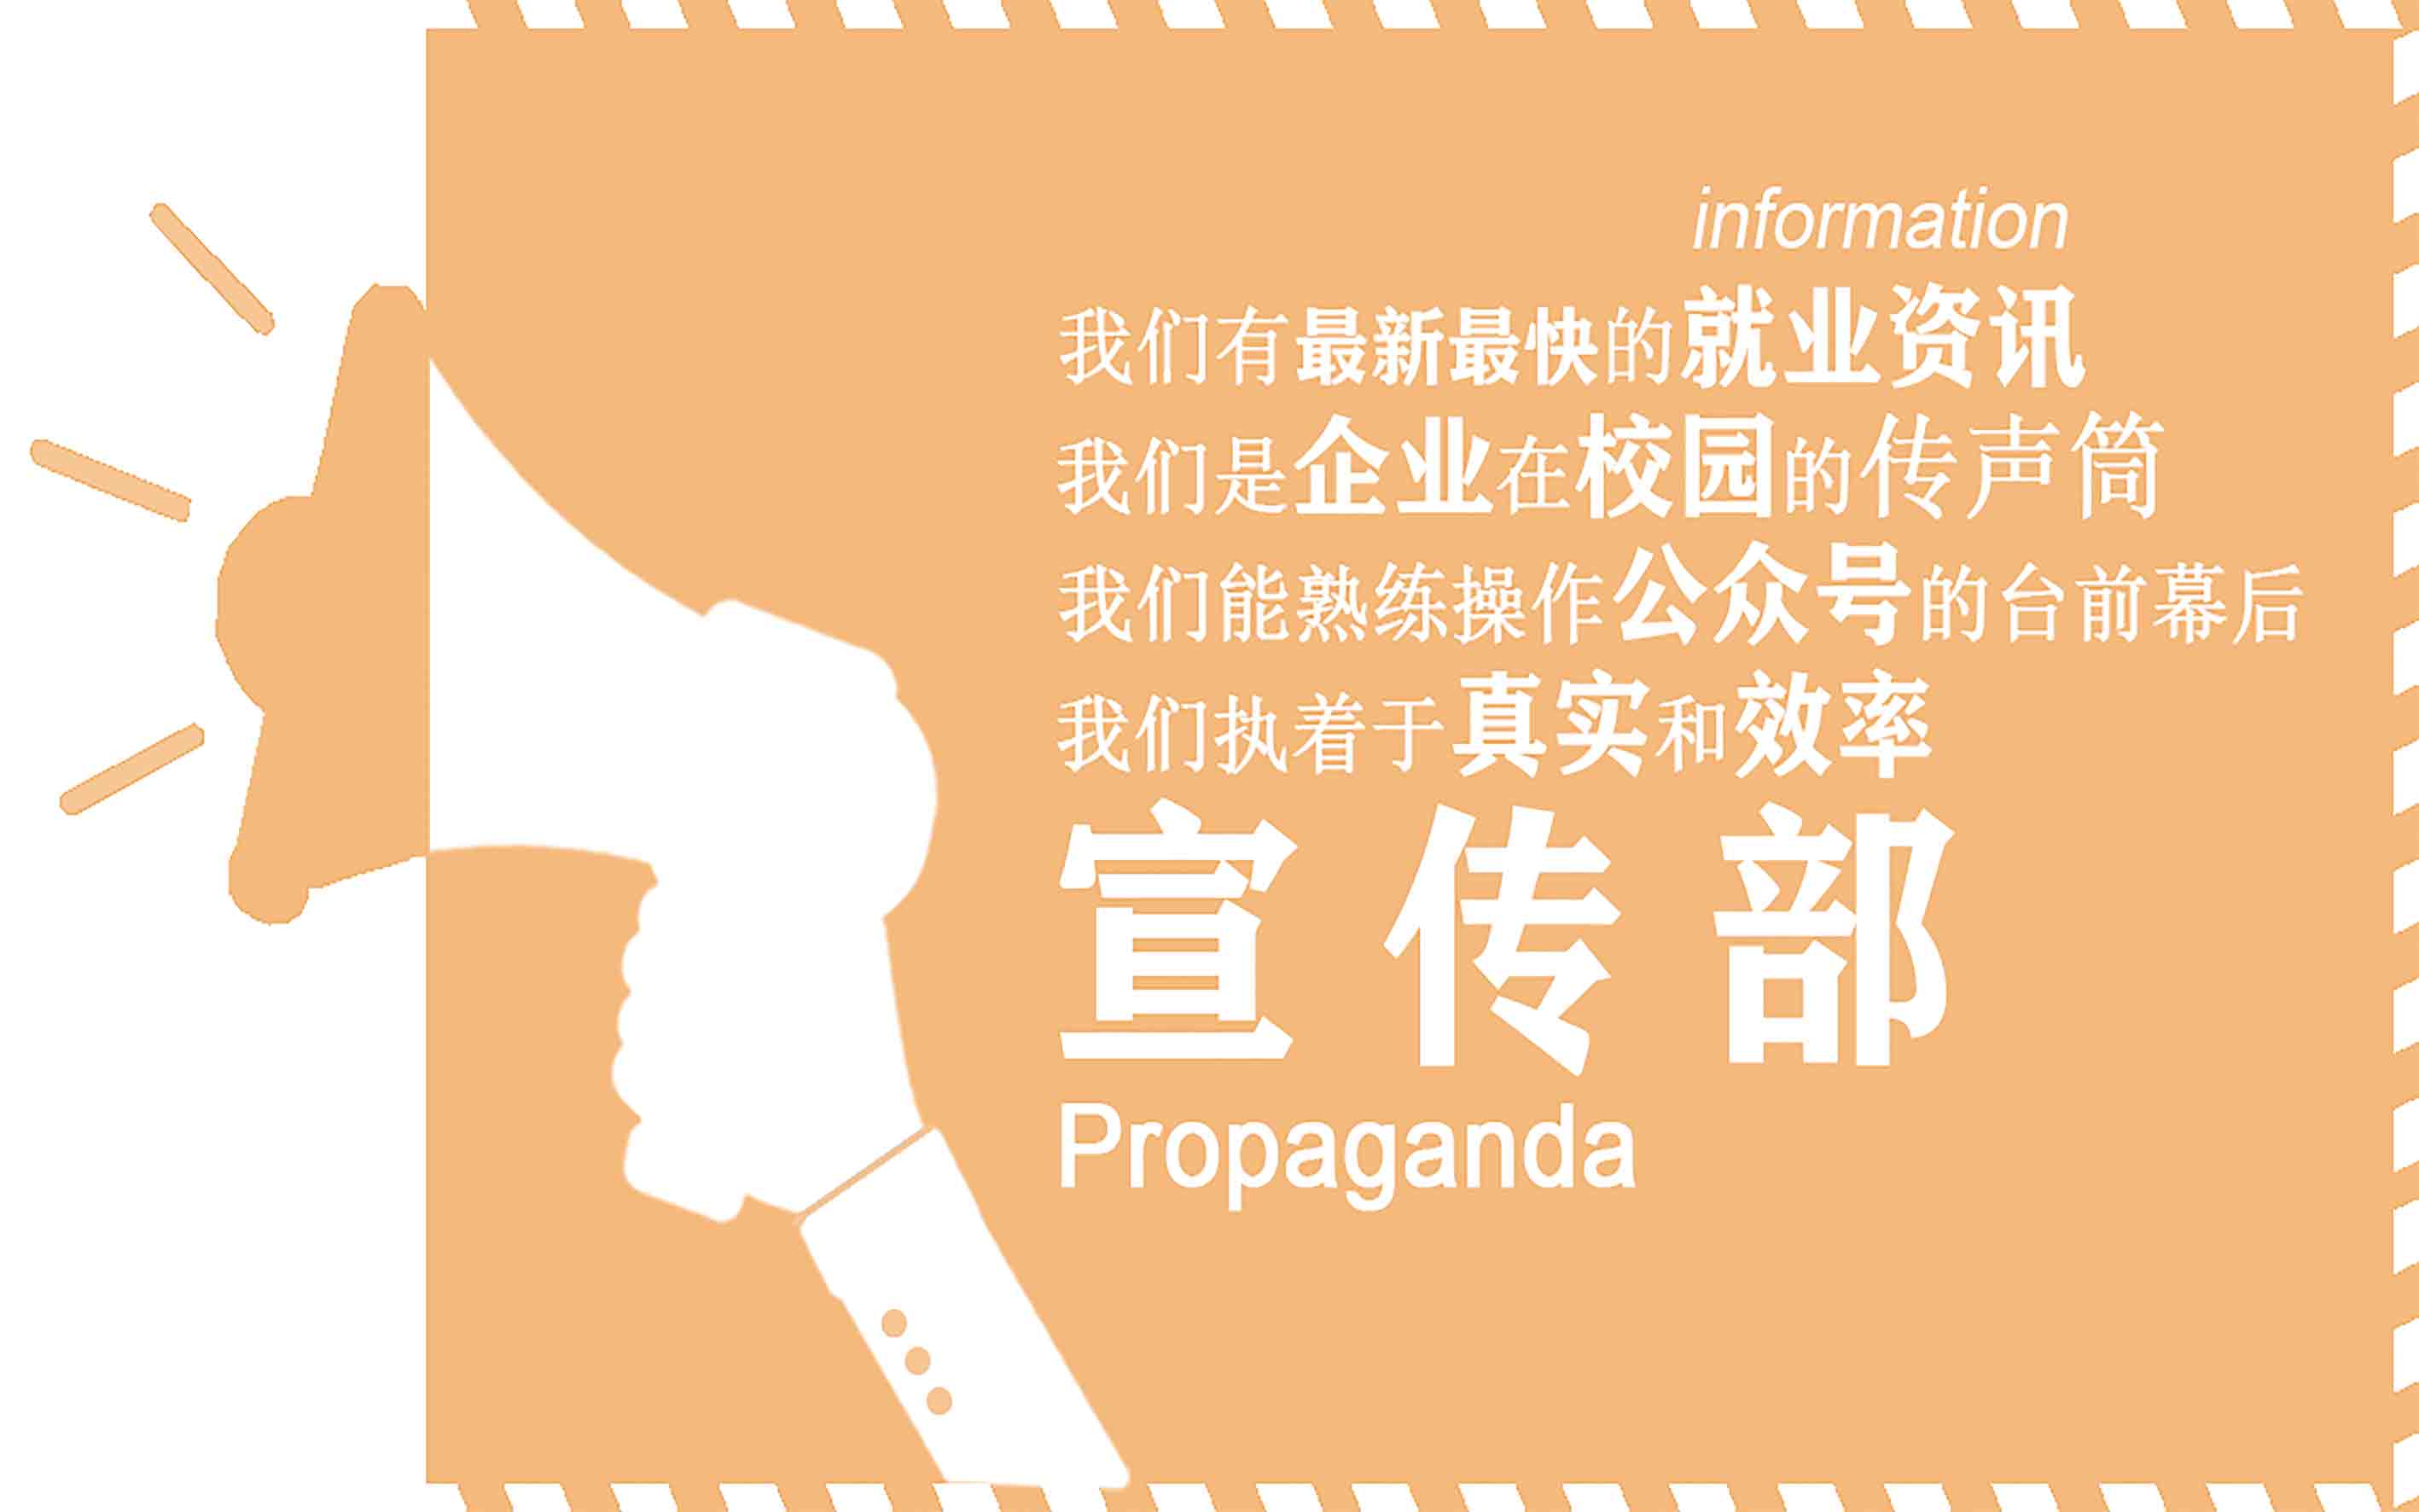 information
我们有最新最快的就业资讯
我们是企业在校园的传声筒
我们能熟练操作公众号的台前幕后
我们执着于真实和效率
宣传部
Propaganda